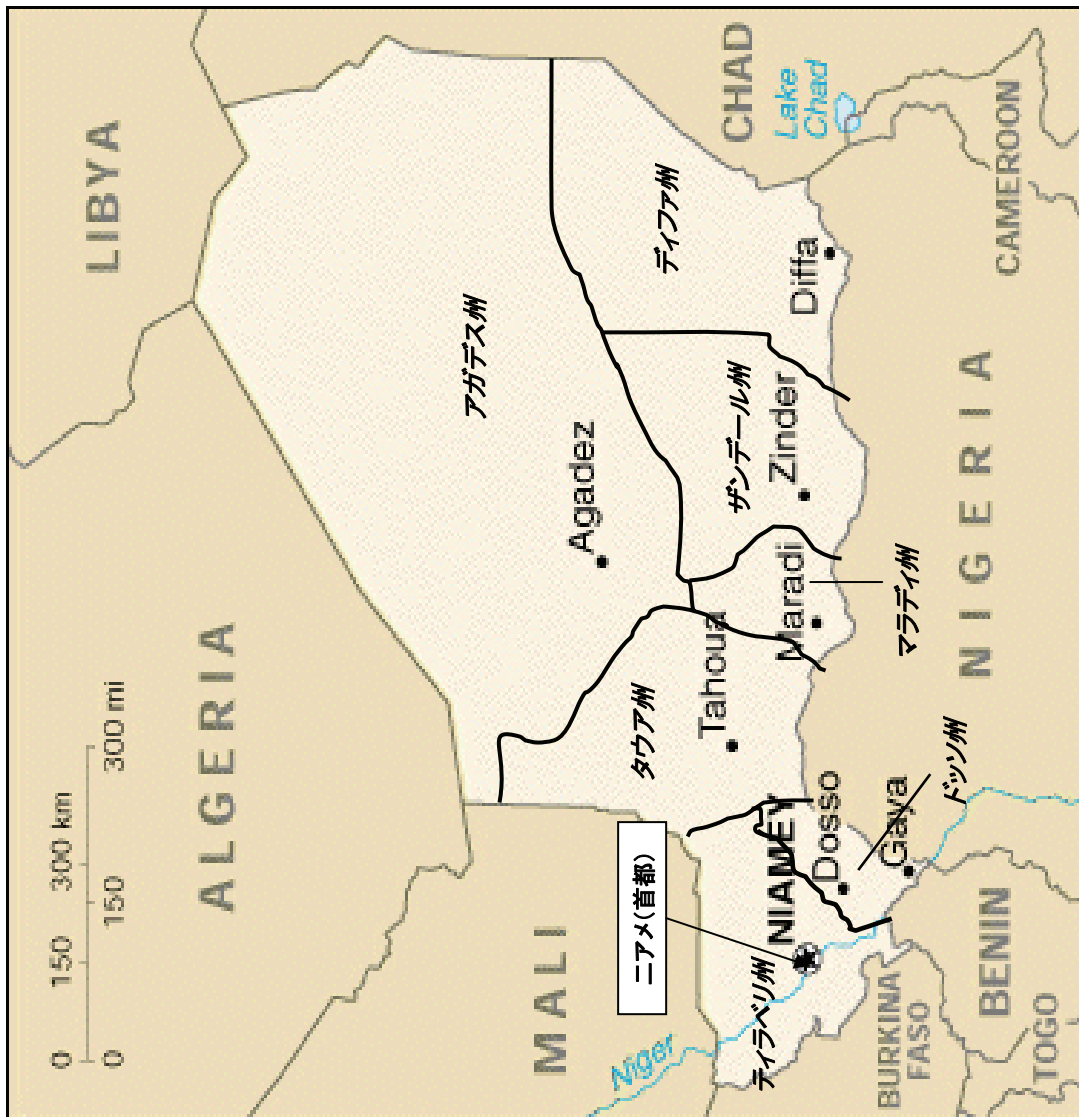 0 150 300 km
0 150 300 mi
LIBYA
ALGERIA
MALI
Niger
CHAD
Lake
Chad
アガデス州
Agadez
ディファ州
Diffa
ザンデール州
Zinder
マラディ州
Maradi
タウア州
Tahoua
ニアメ(首都)
NIAMEY
ティラベリ州
ドッソ州
Dosso
Gaya
NIGERIA
CAMEROON
BURKINA
FASO
BENIN
TOGO